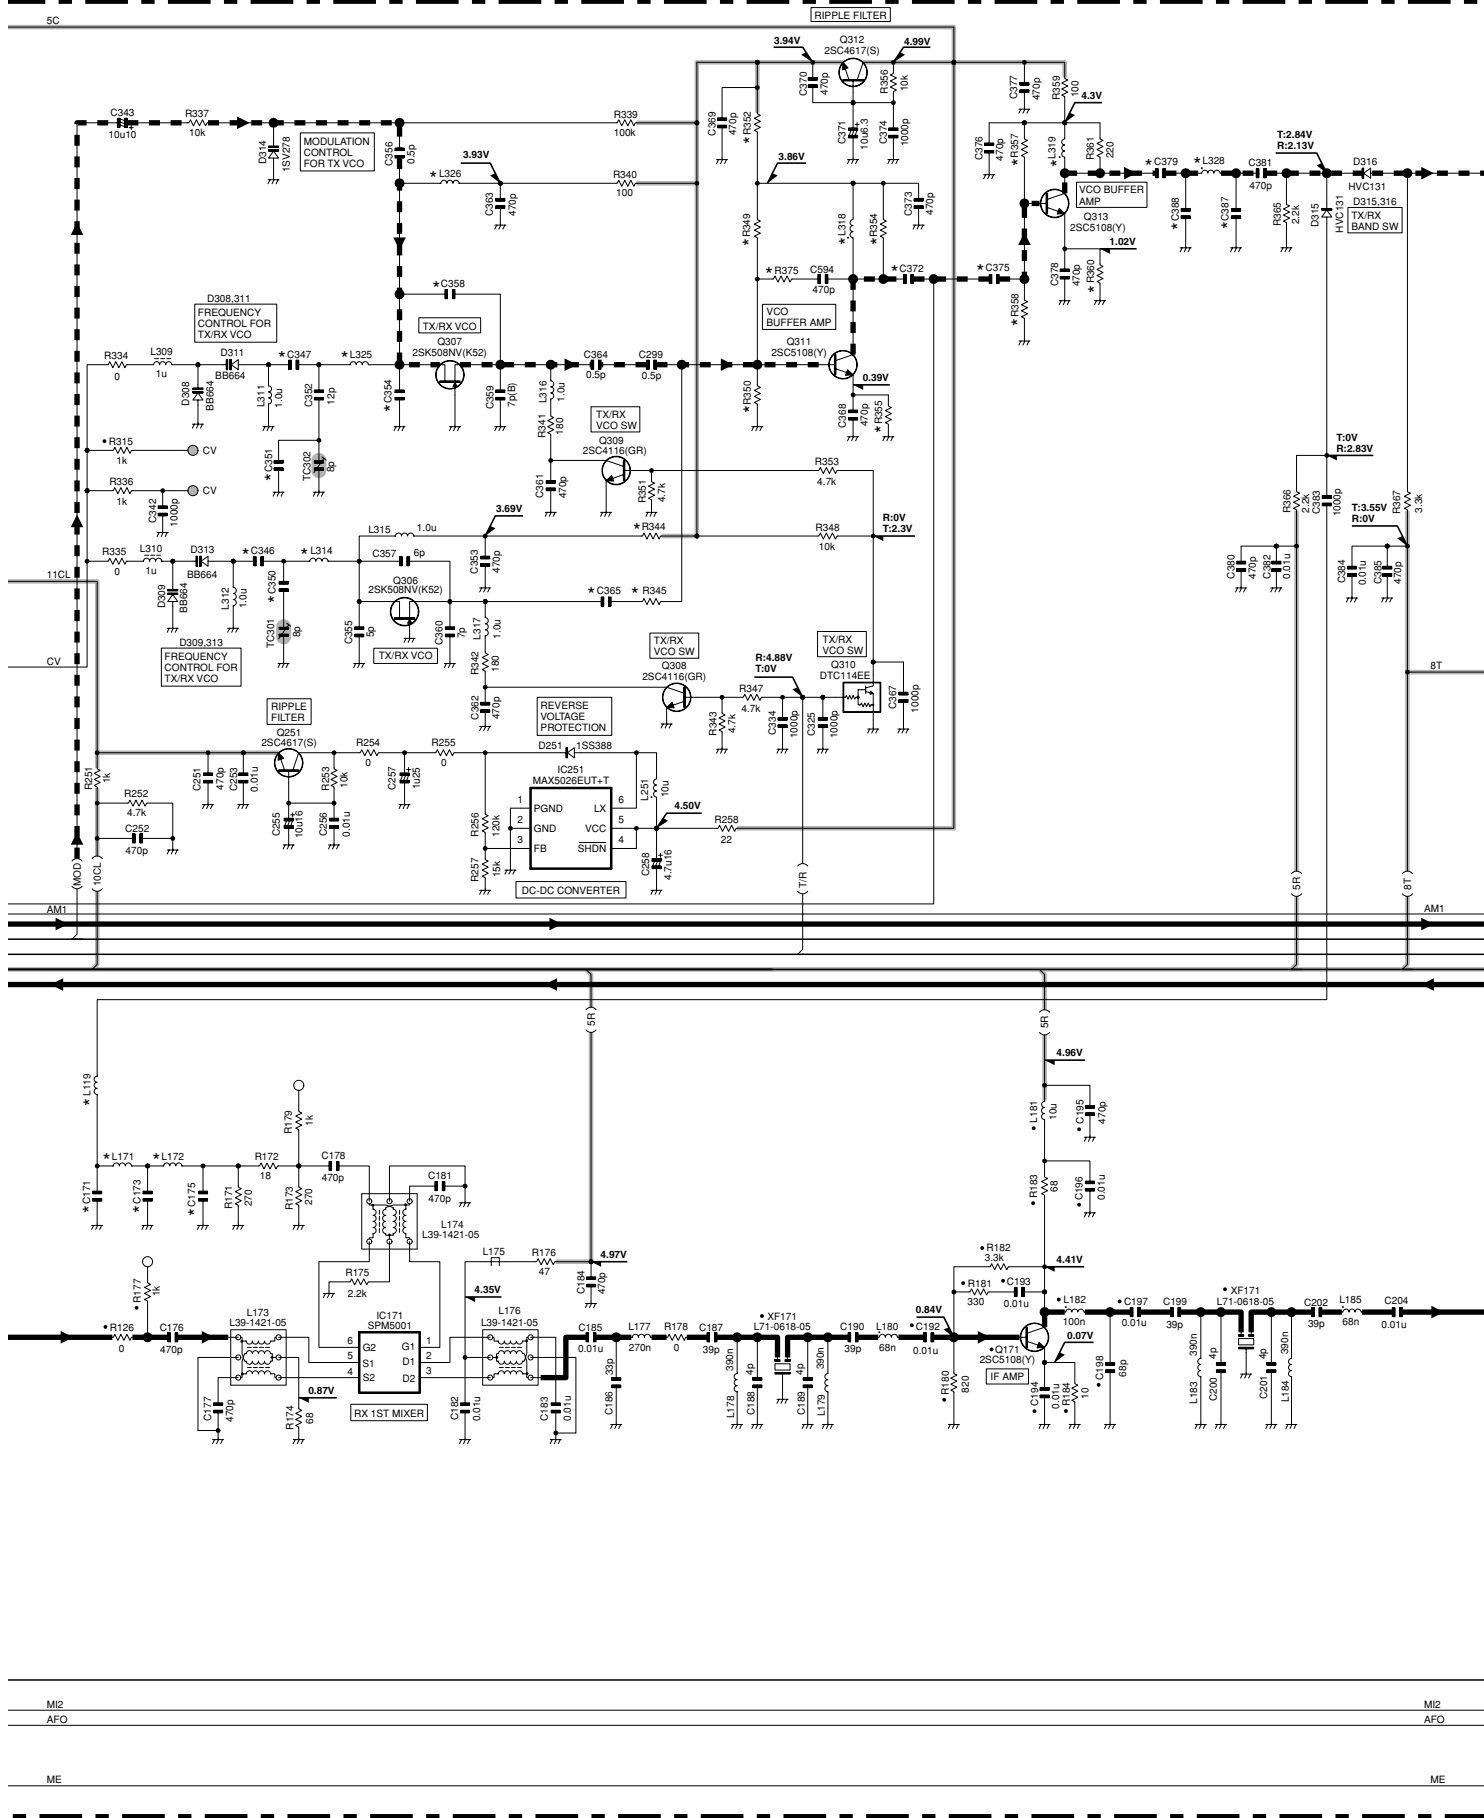 5C
RIPPLE FILTER
Q312
2SC4617(S)
3.94V
4.99V
C370
470p
R356
10k
C377
470p
R359
100
4.3V
C343
10u10
R337
10k
D314
1SV278
MODULATION
CONTROL
FOR TX VCO
C356
0.5p
R339
100k
C369
470p
* R352
C371
10u6.3
C374
1000p
C376
470p
* R357
* L319
R361
220
* C379
* L328
C381
470p
T:2.84V
R:2.13V
D316
HVC131
3.93V
* L326
R340
100
C363
470p
3.86V
* R349
* L318
* R354
C373
470p
VCO BUFFER
AMP
Q313
2SC5108(Y)
1.02V
* C388
* C387
R365
2.2k
D315
HVC131
D315,316
TX/RX
BAND SW
C378
470p
* R360
* C358
* R375
C594
470p
* C372
* C375
* R358
D308,311
FREQUENCY
CONTROL FOR
TX/RX VCO
TX/RX VCO
Q307
2SK508NV(K52)
VCO
BUFFER AMP
Q311
2SC5108(Y)
R334
0
L309
1u
D311
BB664
* C347
* L325
C364
0.5p
C299
0.5p
D308
BB664
L311
1.0u
C352
12p
* C354
C359
7p(B)
L316
1.0u
R341
180
* R350
0.39V
C368
470p
* R355
TX/RX
VCO SW
Q309
2SC4116(GR)
• R315
1k
CV
* C351
TC302
8p
R336
1k
CV
C342
1000p
C361
470p
R351
4.7k
R353
4.7k
T:0V
R:2.83V
R366
2.2k
C383
1000p
T:3.55V
R:0V
R367
3.3k
3.69V
L315
1.0u
* R344
R348
10k
R:0V
T:2.3V
R335
0
L310
1u
D313
BB664
* C346
* L314
C357
6p
C353
470p
C380
470p
C382
0.01u
C384
0.01u
C385
470p
11CL
D309
BB664
L312
1.0u
* C350
TC301
8p
Q306
2SK508NV(K52)
* C365
* R345
C355
5p
C360
7p
L317
1.0u
TX/RX VCO
D309,313
FREQUENCY
CONTROL FOR
TX/RX VCO
CV
R342
180
TX/RX
VCO SW
Q308
2SC4116(GR)
R:4.88V
T:0V
TX/RX
VCO SW
Q310
DTC114EE
8T
C362
470p
R347
4.7k
R343
4.7k
C334
1000p
C325
1000p
C367
1000p
RIPPLE
FILTER
Q251
2SC4617(S)
REVERSE
VOLTAGE
PROTECTION
R254
0
R255
0
D251
1SS388
R251
1k
C251
470p
C253
0.01u
R253
10k
C257
1u25
IC251
MAX5026EUT+T
L251
10u
R252
4.7k
C252
470p
C255
10u16
C256
0.01u
R256
120k
R257
15k
1
PGND
2
GND
3
FB
LX
6
VCC
5
SHDN
4
4.50V
R258
22
C258
4.7u16
DC-DC CONVERTER
MOD
10CL
T/R
5R
8T
AM1
AM1
5R
5R
4.96V
* L119
R179
1k
• L181
10u
• C195
470p
* L171
* L172
R172
18
C178
470p
C181
470p
• R183
68
• C196
0.01u
* C171
* C173
* C175
R171
270
R173
270
L174
L39-1421-05
• R177
1k
R175
2.2k
L175
R176
47
4.97V
C184
470p
4.35V
• R182
3.3k
4.41V
• R181
330
• C193
0.01u
• R126
0
C176
470p
L173
L39-1421-05
IC171
SPM5001
L176
L39-1421-05
6
G2
5
S1
4
S2
G1
1
D1
2
D2
3
C185
0.01u
L177
270n
R178
0
C187
39p
• XF171
L71-0618-05
C190
39p
L180
68n
• C192
0.01u
0.84V
• L182
100n
• C197
0.01u
C199
39p
• XF171
L71-0618-05
C202
39p
L185
68n
C204
0.01u
0.07V
• Q171
2SC5108(Y)
IF AMP
C177
470p
0.87V
R174
68
RX 1ST MIXER
C182
0.01u
C183
0.01u
C186
33p
L178
390n
C188
4p
C189
4p
L179
390n
• R180
820
• C194
0.01u
• R184
10
• C198
68p
L183
390n
C200
4p
C201
4p
L184
390n
MI2
MI2
AFO
AFO
ME
ME